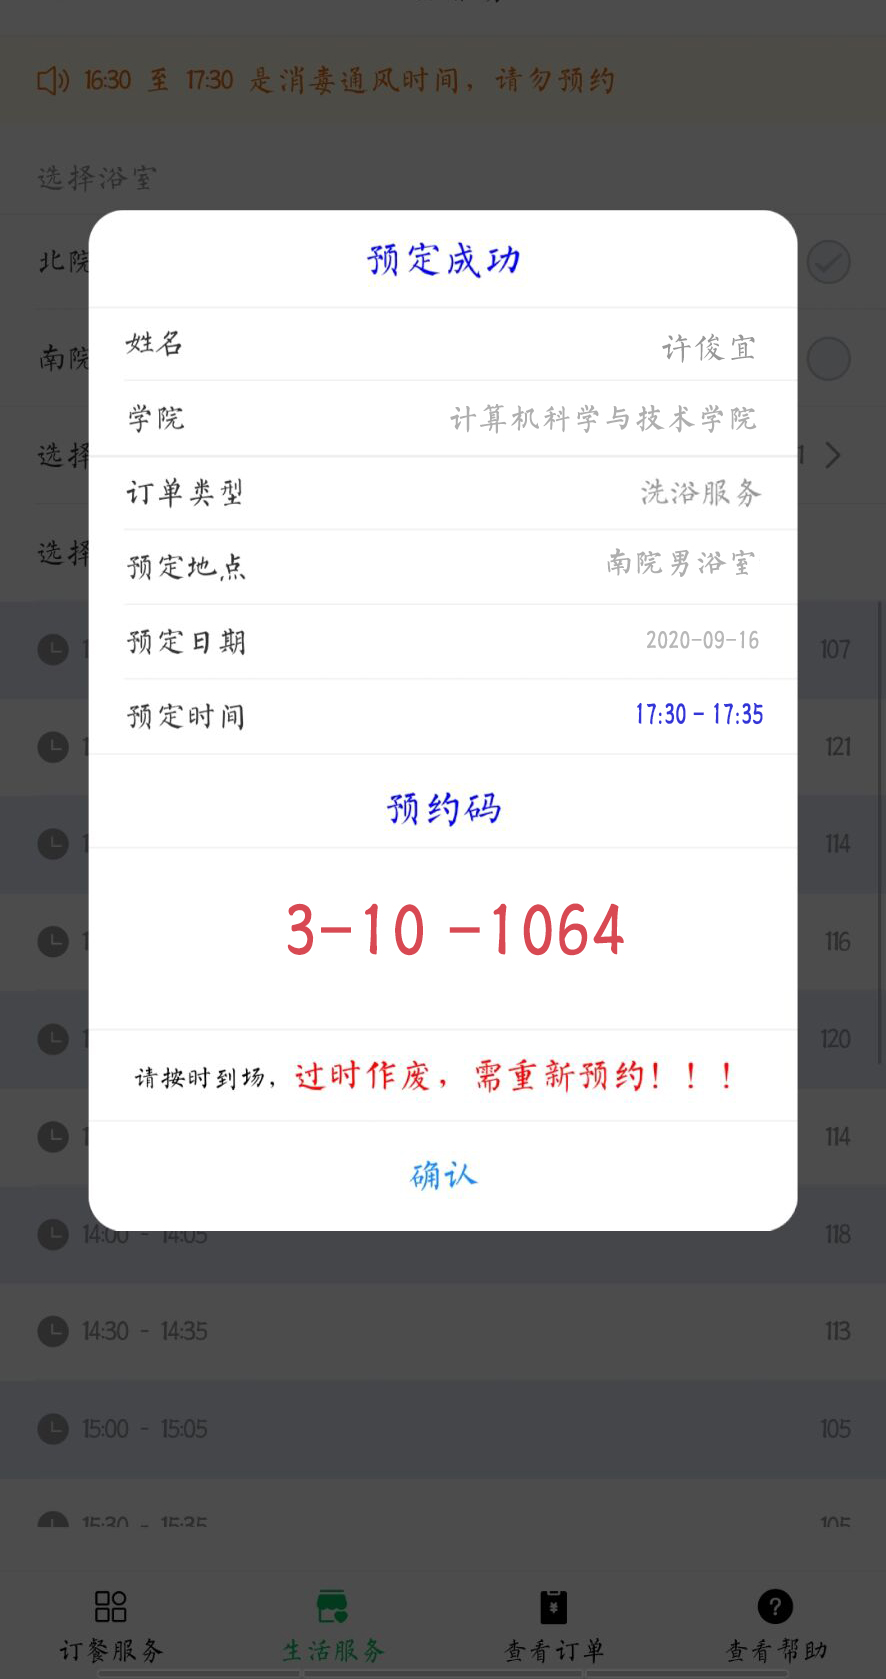 16:30 至 17:30 是消毒通风时间，请勿预约
选择浴室
北院
南院
选择
选择
预定成功
姓名 许俊宜
学院 计算机科学与技术学院
订单类型 洗浴服务
预定地点 南院男浴室
预定日期 2020-09-16
预定时间 17:30 - 17:35
预约码
3-10 -1064
请按时到场，过时作废，需重新预约！！！
确认
107
121
114
116
120
114
14:00 - 14:05 118
14:30 - 14:35 113
15:00 - 15:05 105
15:30 - 15:35 105
订餐服务 生活服务 查看订单 查看帮助